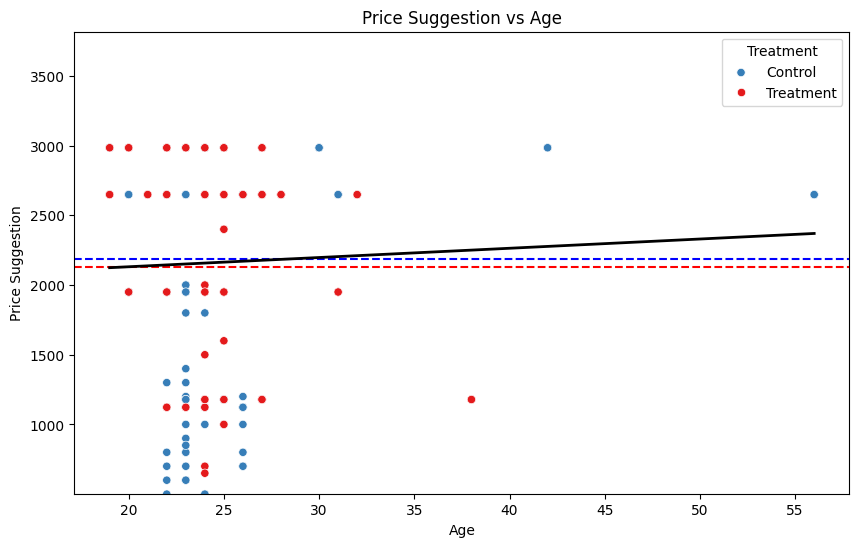 Price Suggestion vs Age
Treatment
Control
Treatment
Price Suggestion
3500
3000
2500
2000
1500
1000
20 25 30 35 40 45 50 55
Age